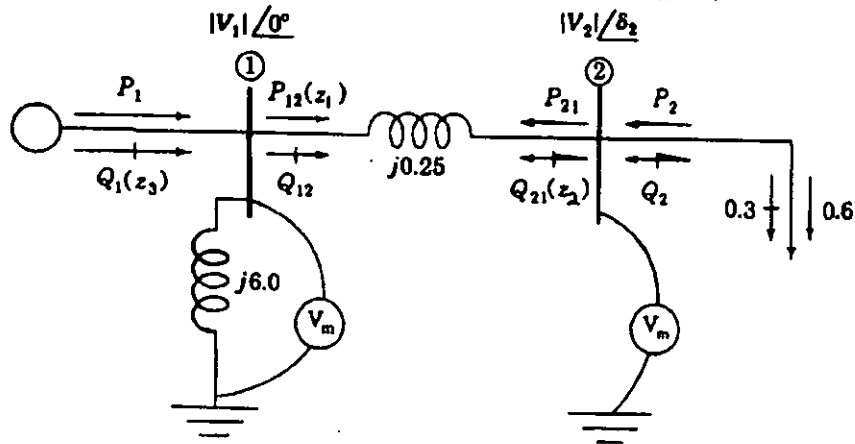 |V₁| /0°
|V₂| /δ₂
①
②
P₁
P₁₂(z₁)
P₂₁
P₂
Q₁(z₃)
Q₁₂
j0.25
Q₂₁(z₂)
Q₂
0.3
0.6
j6.0
Vₘ
Vₘ